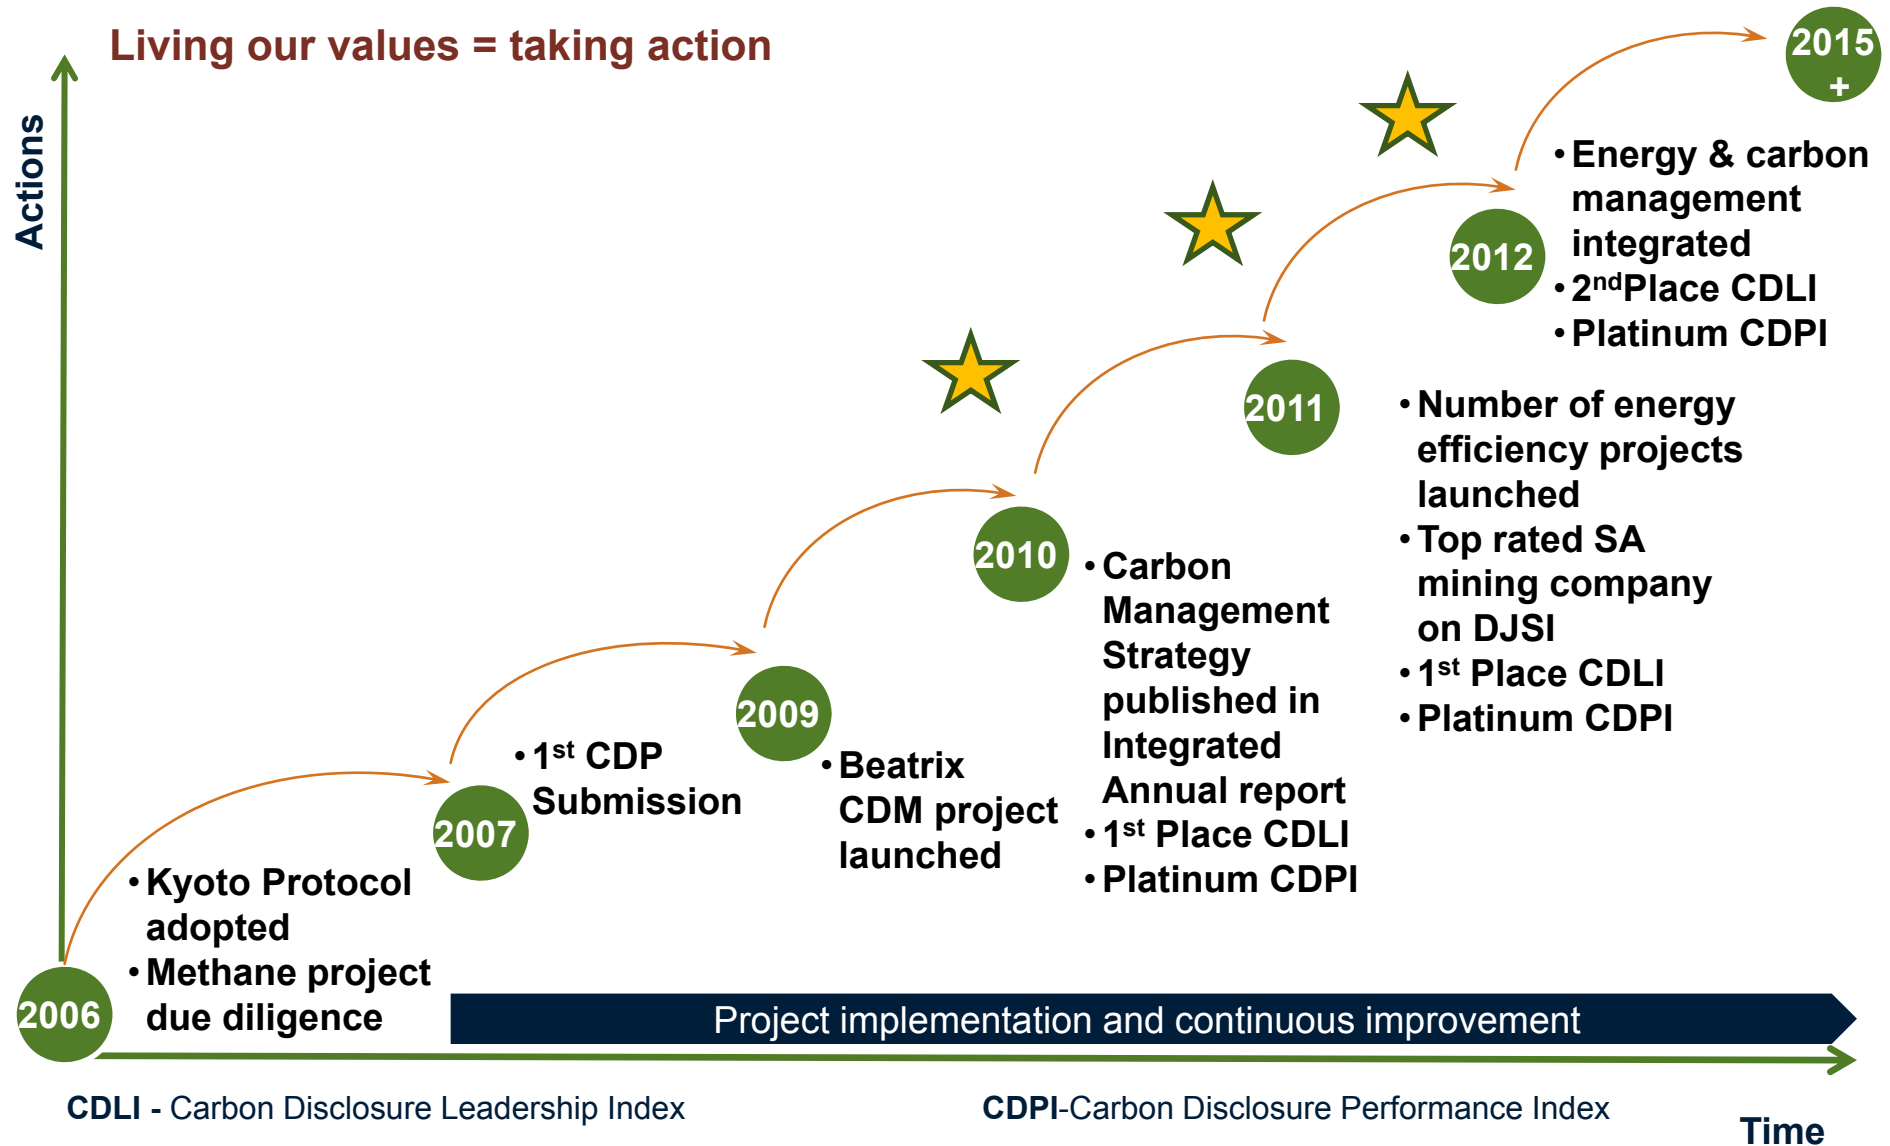 Living our values = taking action
Actions
2015
+
• Energy & carbon
management
integrated
• 2ndPlace CDLI
• Platinum CDPI
2012
2011
• Number of energy
efficiency projects
launched
• Top rated SA
mining company
on DJSI
• 1st Place CDLI
• Platinum CDPI
2010
• Carbon
Management
Strategy
published in
Integrated
Annual report
• 1st Place CDLI
• Platinum CDPI
2009
• Beatrix
CDM project
launched
2007
• 1st CDP
Submission
2006
• Kyoto Protocol
adopted
• Methane project
due diligence
Project implementation and continuous improvement
CDLI - Carbon Disclosure Leadership Index
CDPI-Carbon Disclosure Performance Index
Time